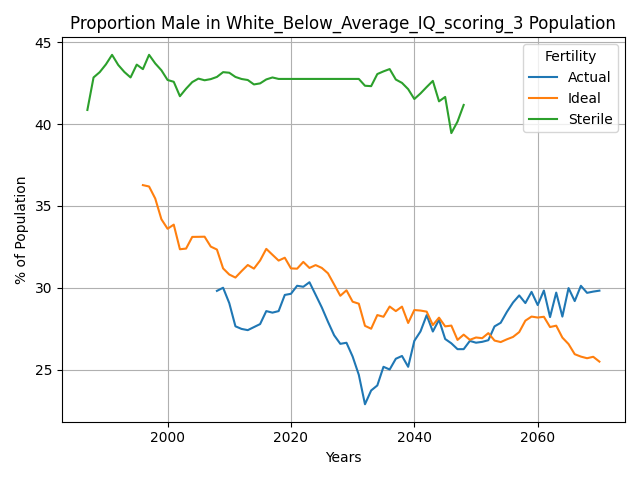 Proportion Male in White_Below_Average_IQ_scoring_3 Population
45
40
35
30
25
% of Population
2000
2020
2040
2060
Years
Fertility
Actual
Ideal
Sterile